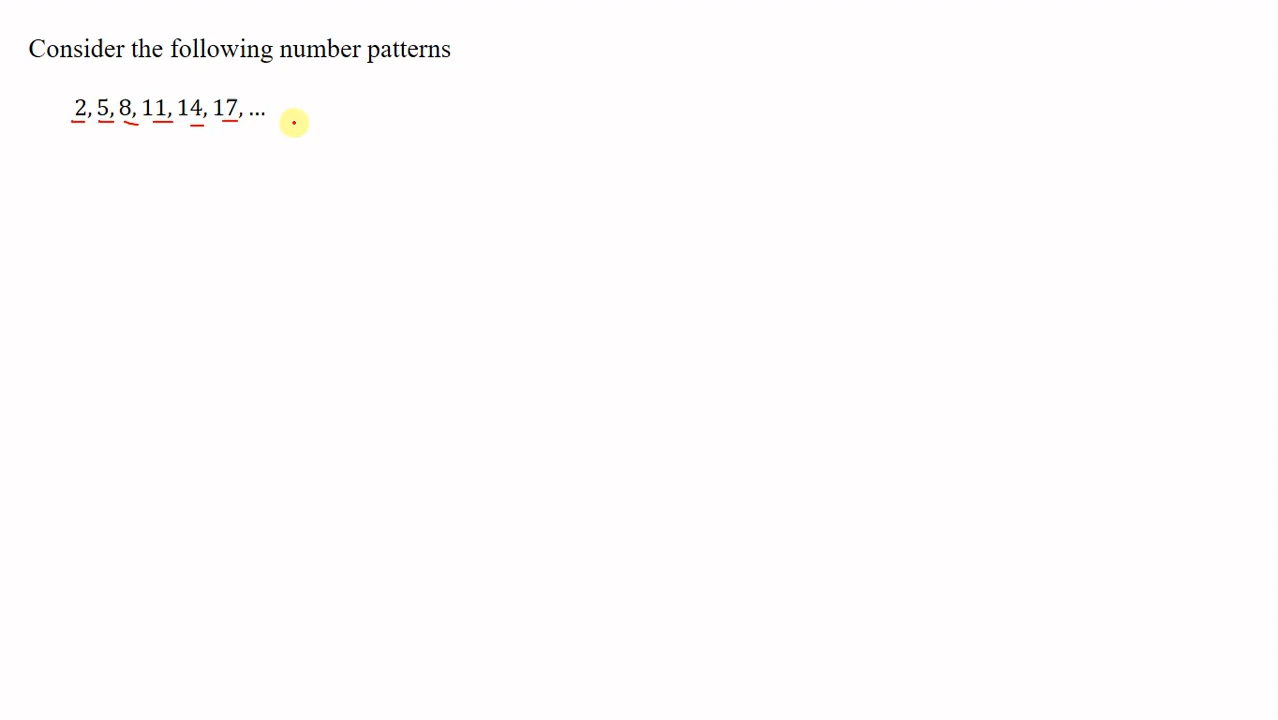 Consider the following number patterns
2, 5, 8, 11, 14, 17, ...